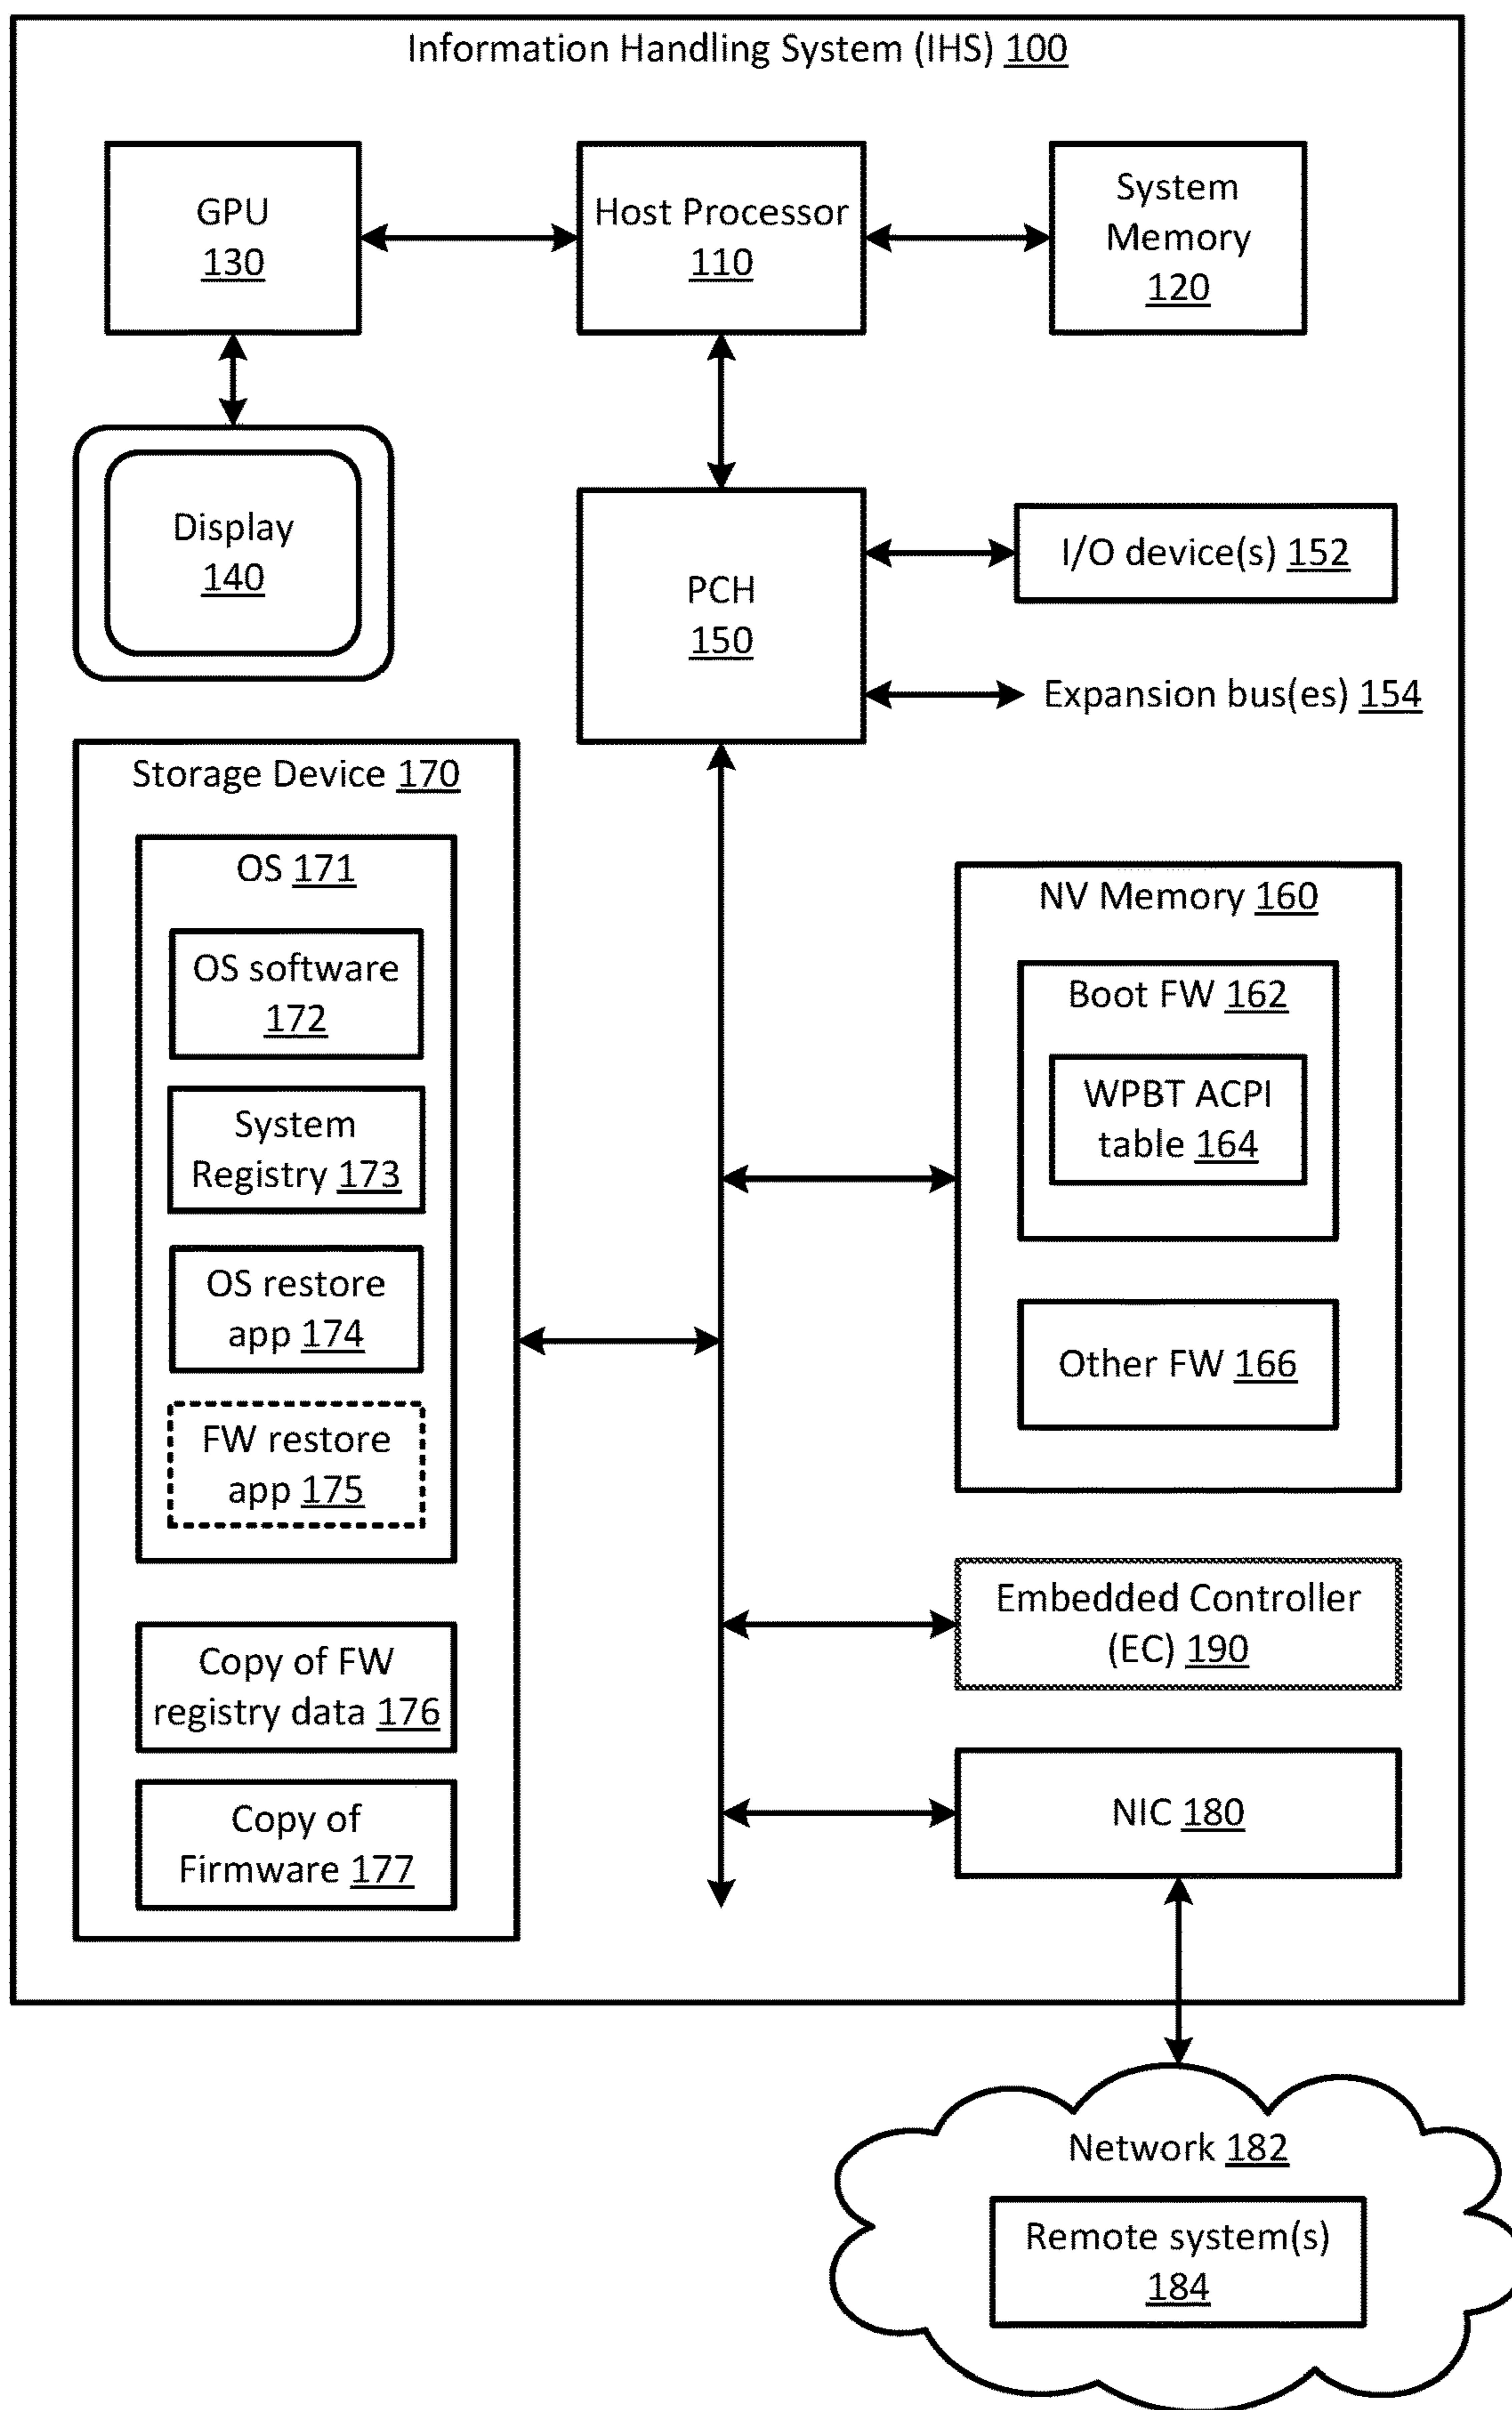 Information Handling System (IHS) 100
GPU
130
Host Processor
110
System
Memory
120
Display
140
PCH
150
I/O device(s) 152
Expansion bus(es) 154
Storage Device 170
OS 171
OS software
172
System
Registry 173
OS restore
app 174
FW restore
app 175
Copy of FW
registry data 176
Copy of
Firmware 177
NV Memory 160
Boot FW 162
WPBT ACPI
table 164
Other FW 166
Embedded Controller
(EC) 190
NIC 180
Network 182
Remote system(s)
184